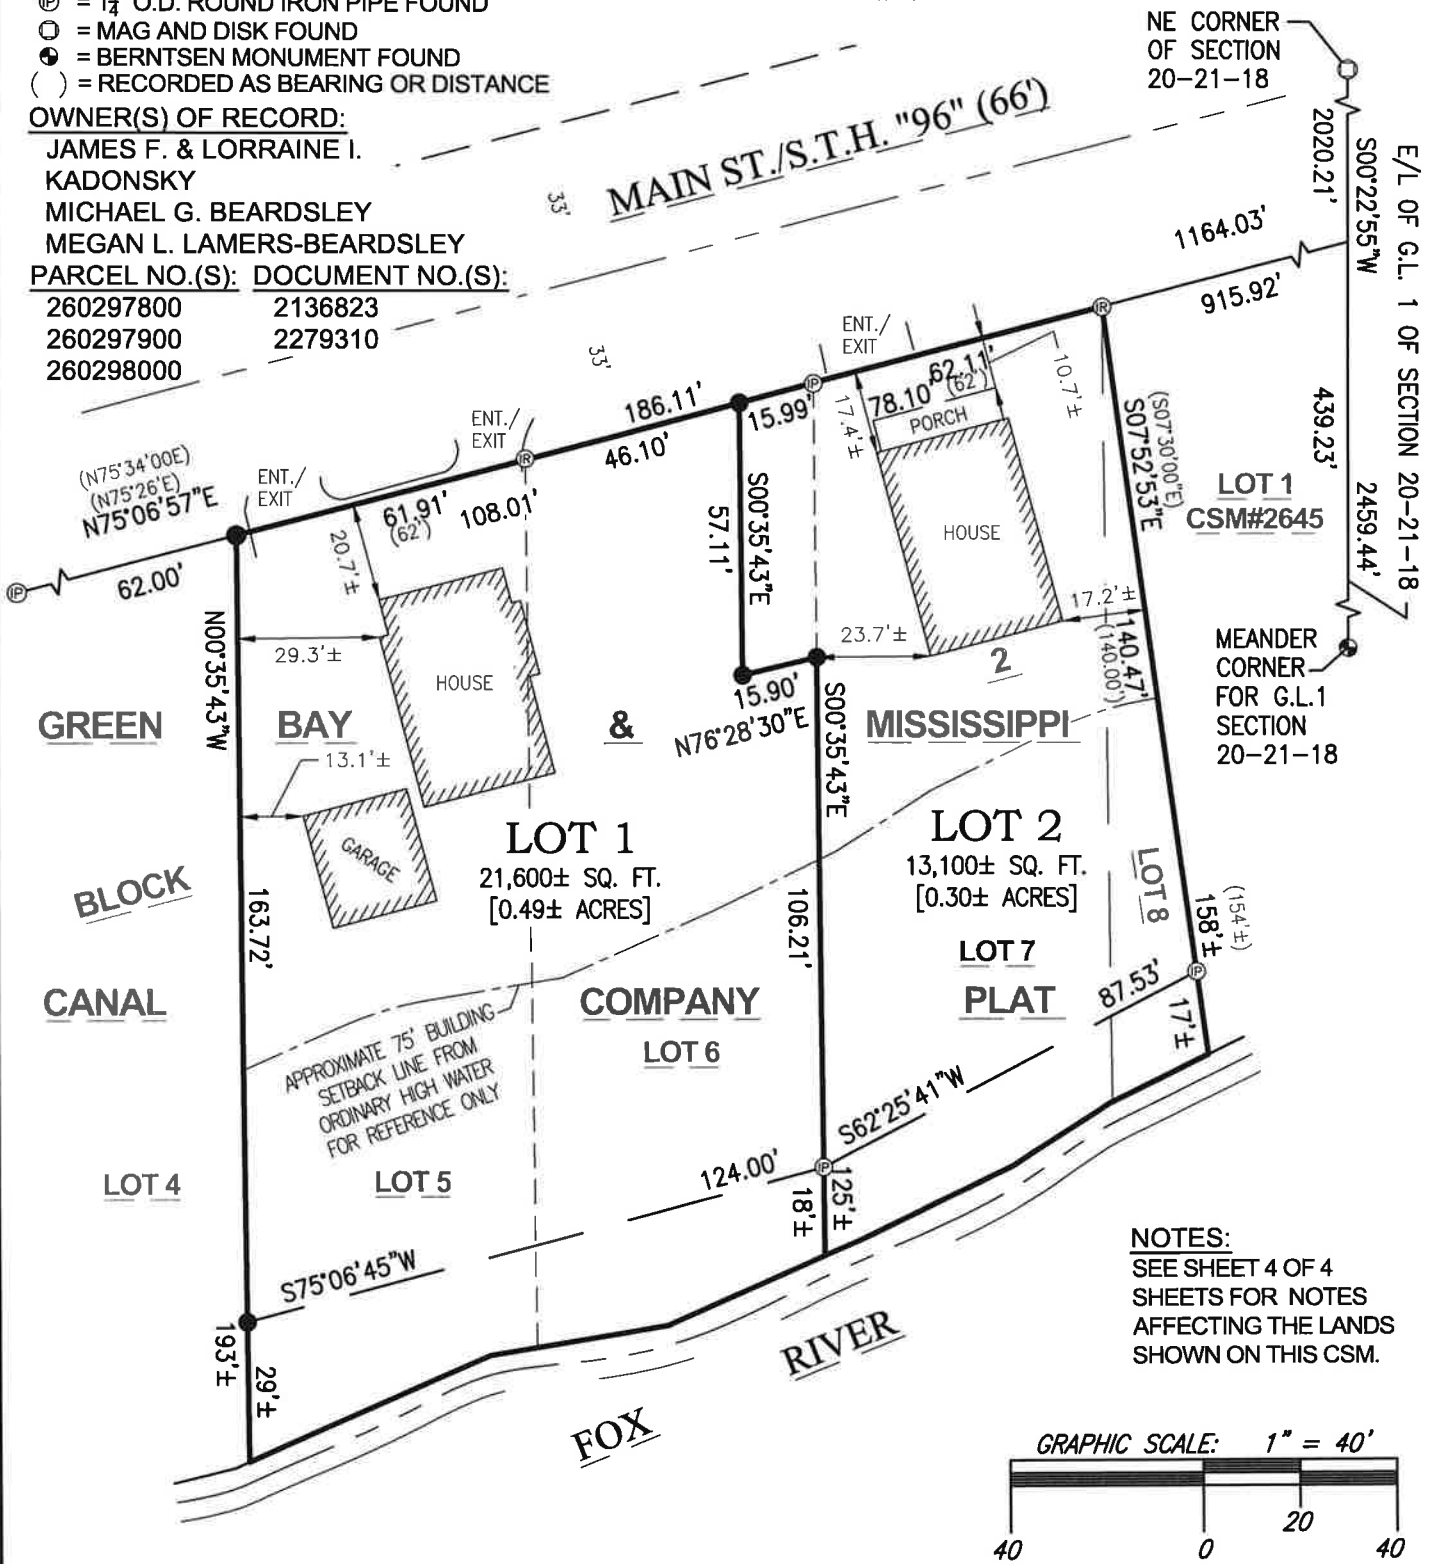 = 1¼" O.D. ROUND IRON PIPE FOUND
= MAG AND DISK FOUND
= BERNTSEN MONUMENT FOUND
( ) = RECORDED AS BEARING OR DISTANCE
OWNER(S) OF RECORD:
JAMES F. & LORRAINE I.
KADONSKY
MICHAEL G. BEARDSLEY
MEGAN L. LAMERS-BEARDSLEY
PARCEL NO.(S): DOCUMENT NO.(S):
260297800 2136823
260297900 2279310
260298000
NE CORNER
OF SECTION
20-21-18
MAIN ST./S.T.H. "96" (66')
33'
33'
2020.21'
S00°22'55"W
E/L OF G.L. 1 OF SECTION 20-21-18
439.23'
2459.44'
1164.03'
915.92'
IR
IP
IR
IP
ENT./
EXIT
ENT./
EXIT
ENT./
EXIT
186.11'
46.10'
15.99'
78.10'
62.11'
(62')
10.7'±
17.4'±
PORCH
HOUSE
(N75°34'00E)
(N75°26'E)
N75°06'57"E
62.00'
61.91'
(62')
108.01'
20.7'±
29.3'±
N00°35'43"W
HOUSE
57.11'
S00°35'43"E
15.90'
N76°28'30"E
23.7'±
17.2'±
(S07°30'00"E)
S07°52'53"E
LOT 1
CSM#2645
140.47'
(140.00')
MEANDER
CORNER
FOR G.L.1
SECTION
20-21-18
2
GREEN BAY & MISSISSIPPI
S00°35'43"E
13.1'±
GARAGE
LOT 1
21,600± SQ. FT.
[0.49± ACRES]
LOT 2
13,100± SQ. FT.
[0.30± ACRES]
LOT 8
BLOCK
163.72'
106.21'
LOT 7
158'±
(154'±)
IP
CANAL COMPANY PLAT
87.53'
17'±
APPROXIMATE 75' BUILDING
SETBACK LINE FROM
ORDINARY HIGH WATER
FOR REFERENCE ONLY
LOT 6
S62°25'41"W
LOT 4
LOT 5
124.00'
IP
125'±
18'±
S75°06'45"W
193'±
29'±
FOX RIVER
NOTES:
SEE SHEET 4 OF 4
SHEETS FOR NOTES
AFFECTING THE LANDS
SHOWN ON THIS CSM.
GRAPHIC SCALE: 1" = 40'
40 0 20 40